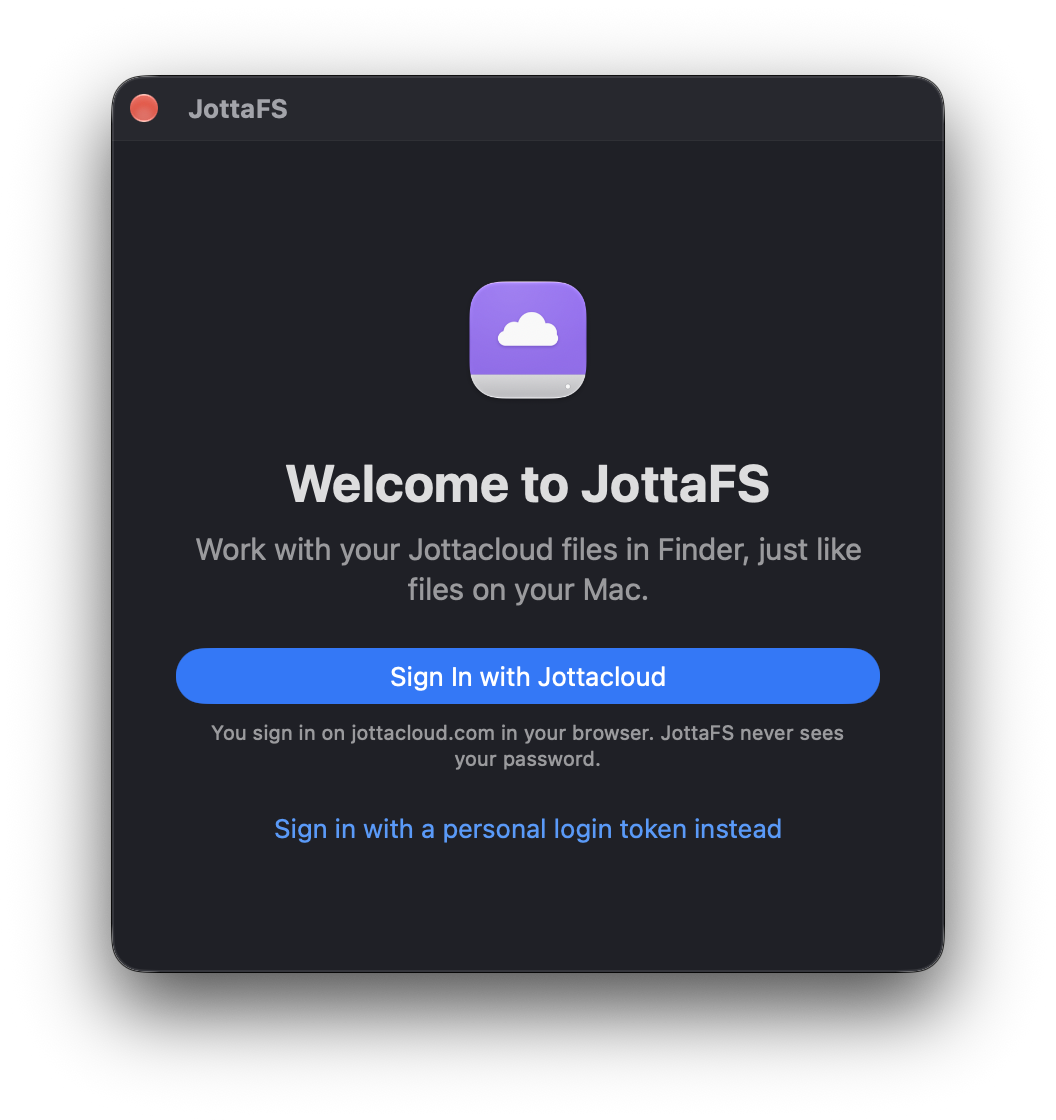 JottaFS
Welcome to JottaFS
Work with your Jottacloud files in Finder, just like
files on your Mac.
Sign In with Jottacloud
You sign in on jottacloud.com in your browser. JottaFS never sees
your password.
Sign in with a personal login token instead